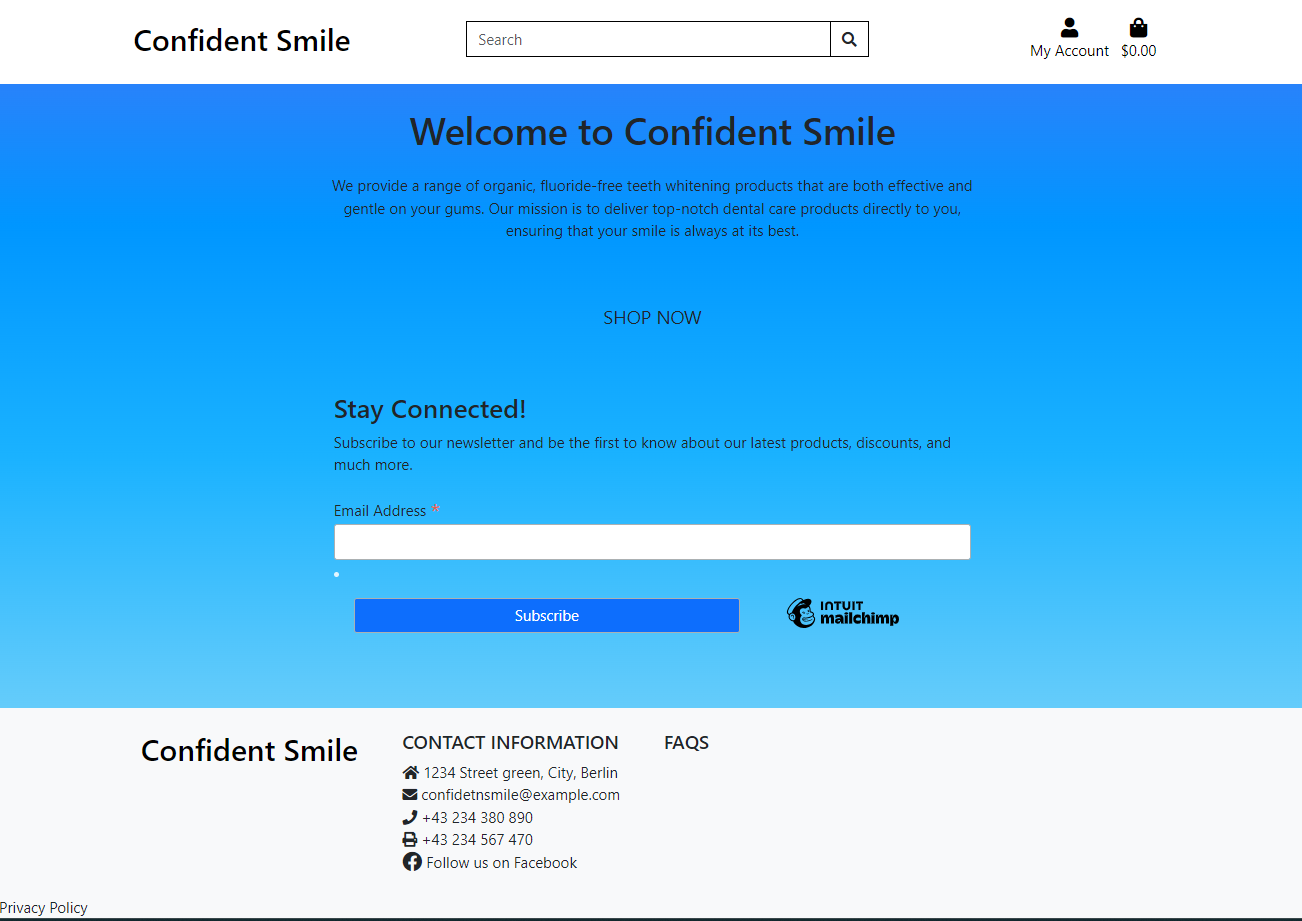 Confident Smile
Search
My Account
$0.00
Welcome to Confident Smile
We provide a range of organic, fluoride-free teeth whitening products that are both effective and
gentle on your gums. Our mission is to deliver top-notch dental care products directly to you,
ensuring that your smile is always at its best.
SHOP NOW
Stay Connected!
Subscribe to our newsletter and be the first to know about our latest products, discounts, and
much more.
Email Address *
Subscribe
INTUIT
mailchimp
Confident Smile
CONTACT INFORMATION
1234 Street green, City, Berlin
confidetnsmile@example.com
+43 234 380 890
+43 234 567 470
Follow us on Facebook
FAQS
Privacy Policy